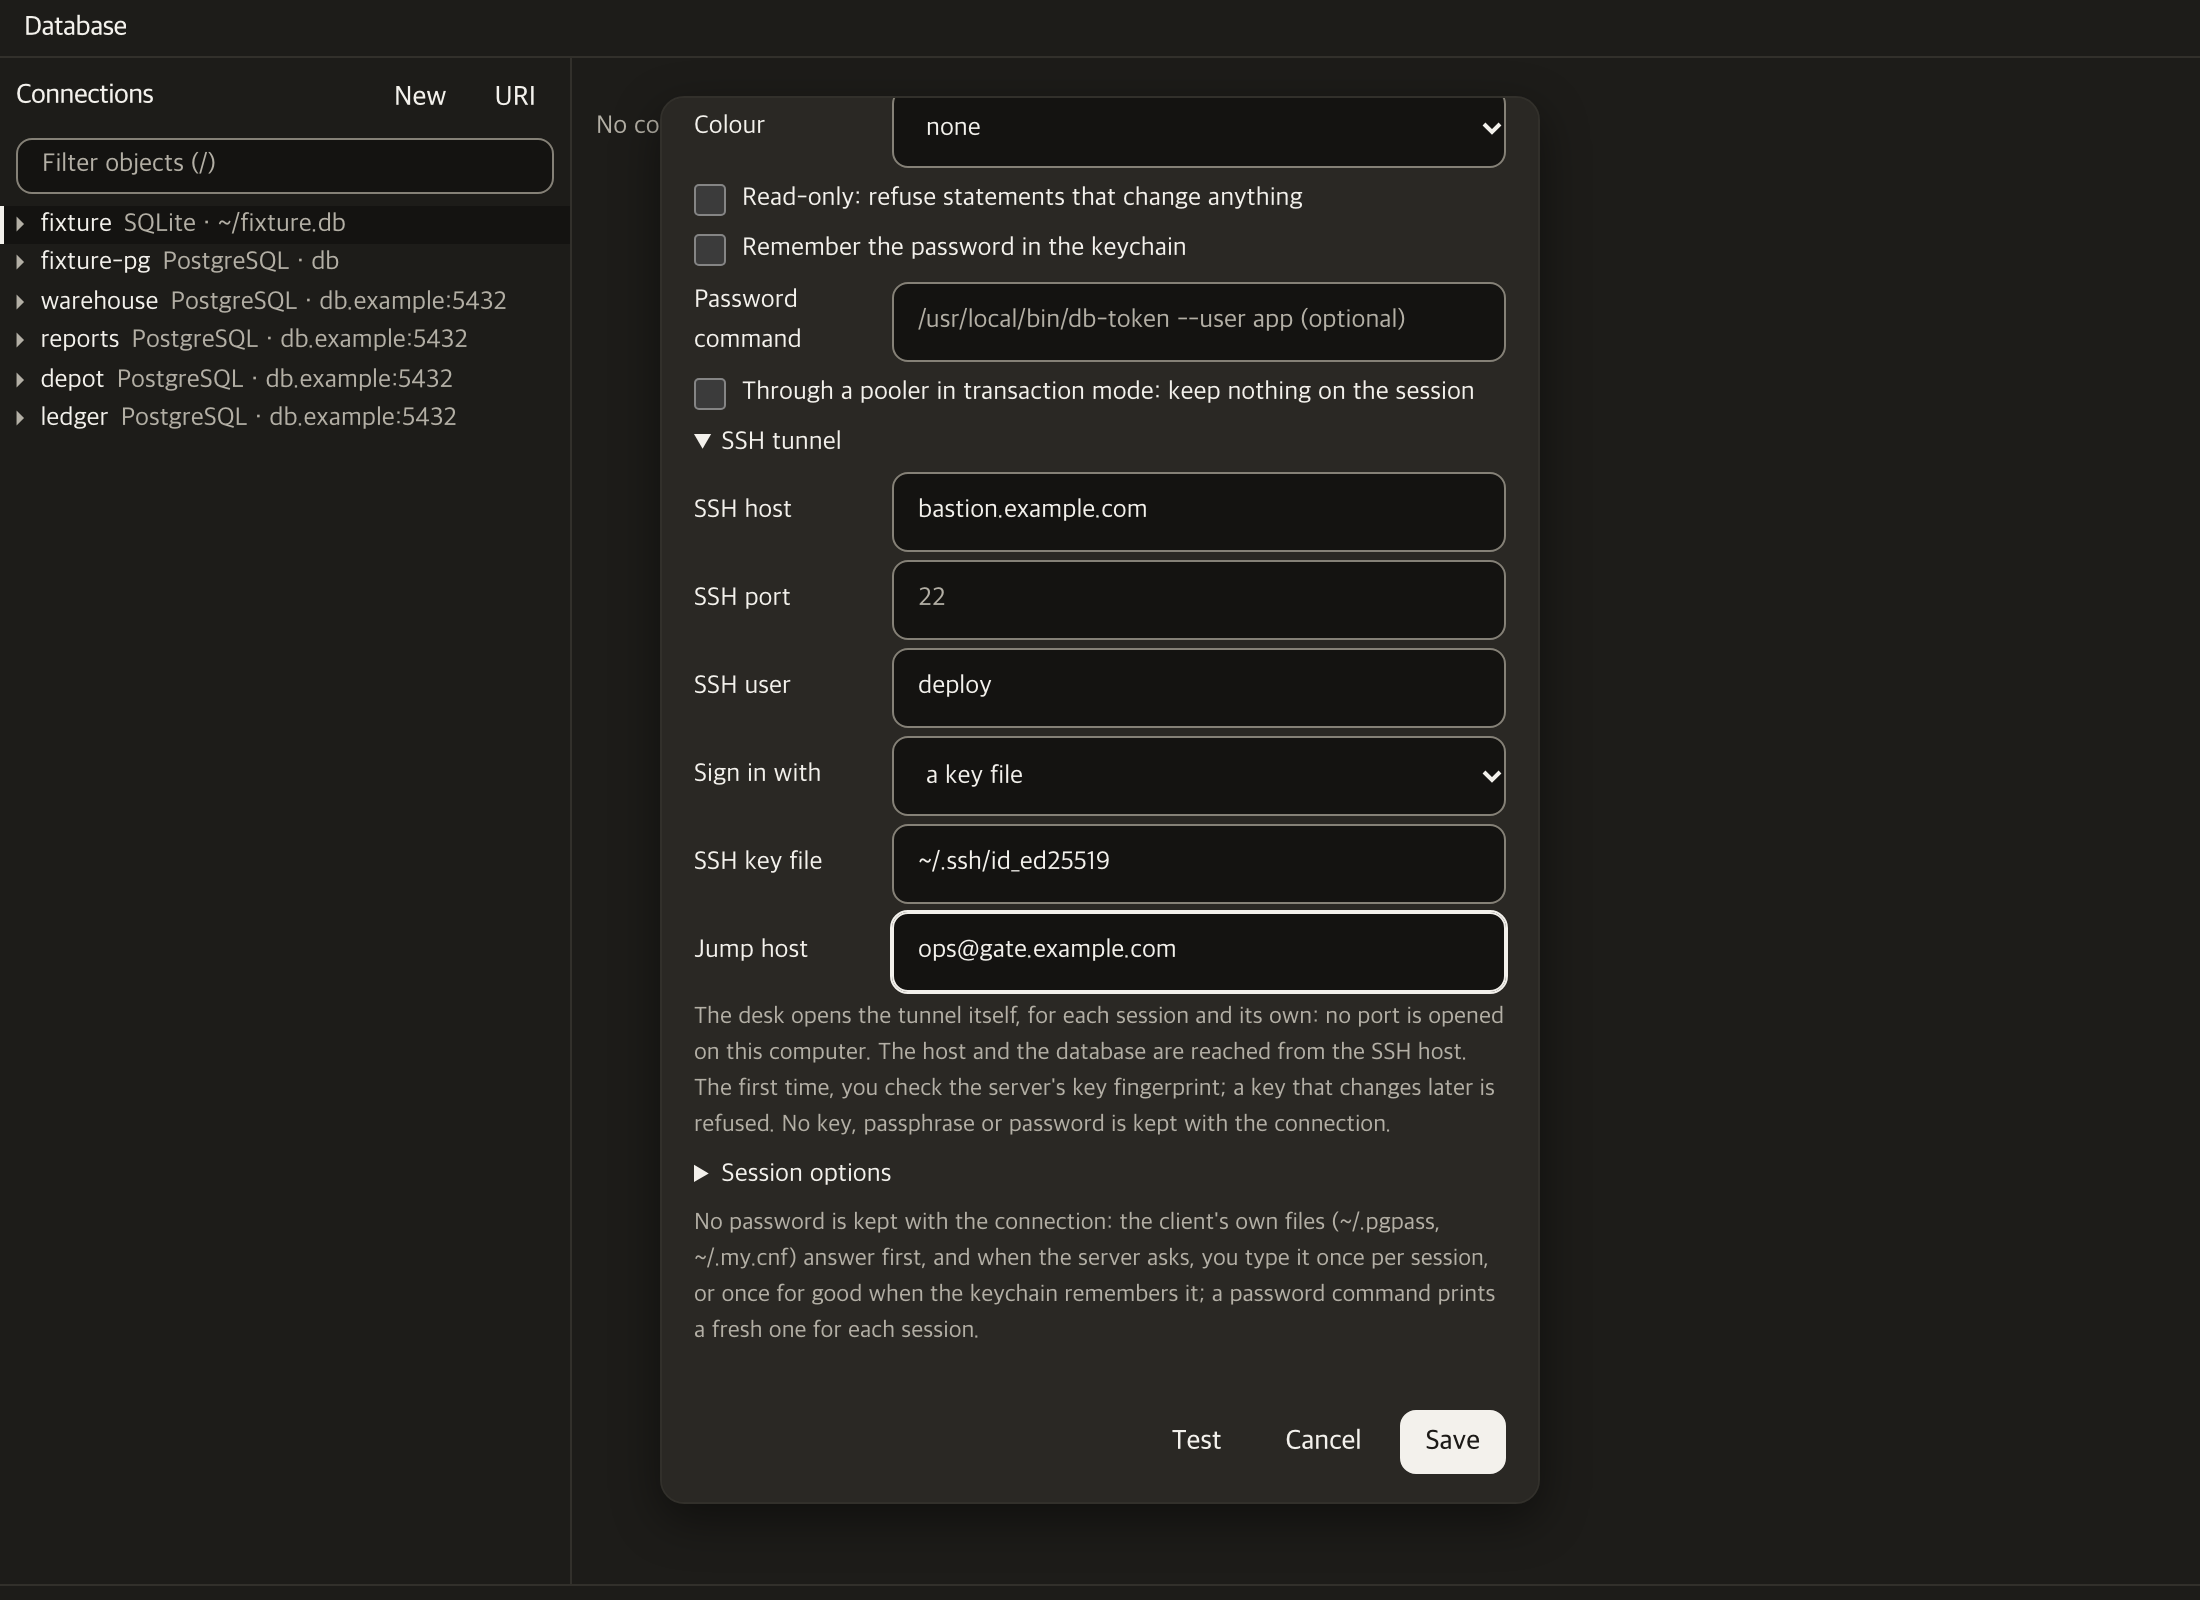 Database
Connections
New
URI
Filter objects (/)
fixture SQLite · ~/fixture.db
fixture-pg PostgreSQL · db
warehouse PostgreSQL · db.example:5432
reports PostgreSQL · db.example:5432
depot PostgreSQL · db.example:5432
ledger PostgreSQL · db.example:5432
No co
Colour
none
Read-only: refuse statements that change anything
Remember the password in the keychain
Password
command
/usr/local/bin/db-token --user app (optional)
Through a pooler in transaction mode: keep nothing on the session
SSH tunnel
SSH host
bastion.example.com
SSH port
22
SSH user
deploy
Sign in with
a key file
SSH key file
~/.ssh/id_ed25519
Jump host
ops@gate.example.com
The desk opens the tunnel itself, for each session and its own: no port is opened
on this computer. The host and the database are reached from the SSH host.
The first time, you check the server's key fingerprint; a key that changes later is
refused. No key, passphrase or password is kept with the connection.
Session options
No password is kept with the connection: the client's own files (~/.pgpass,
~/.my.cnf) answer first, and when the server asks, you type it once per session,
or once for good when the keychain remembers it; a password command prints
a fresh one for each session.
Test
Cancel
Save